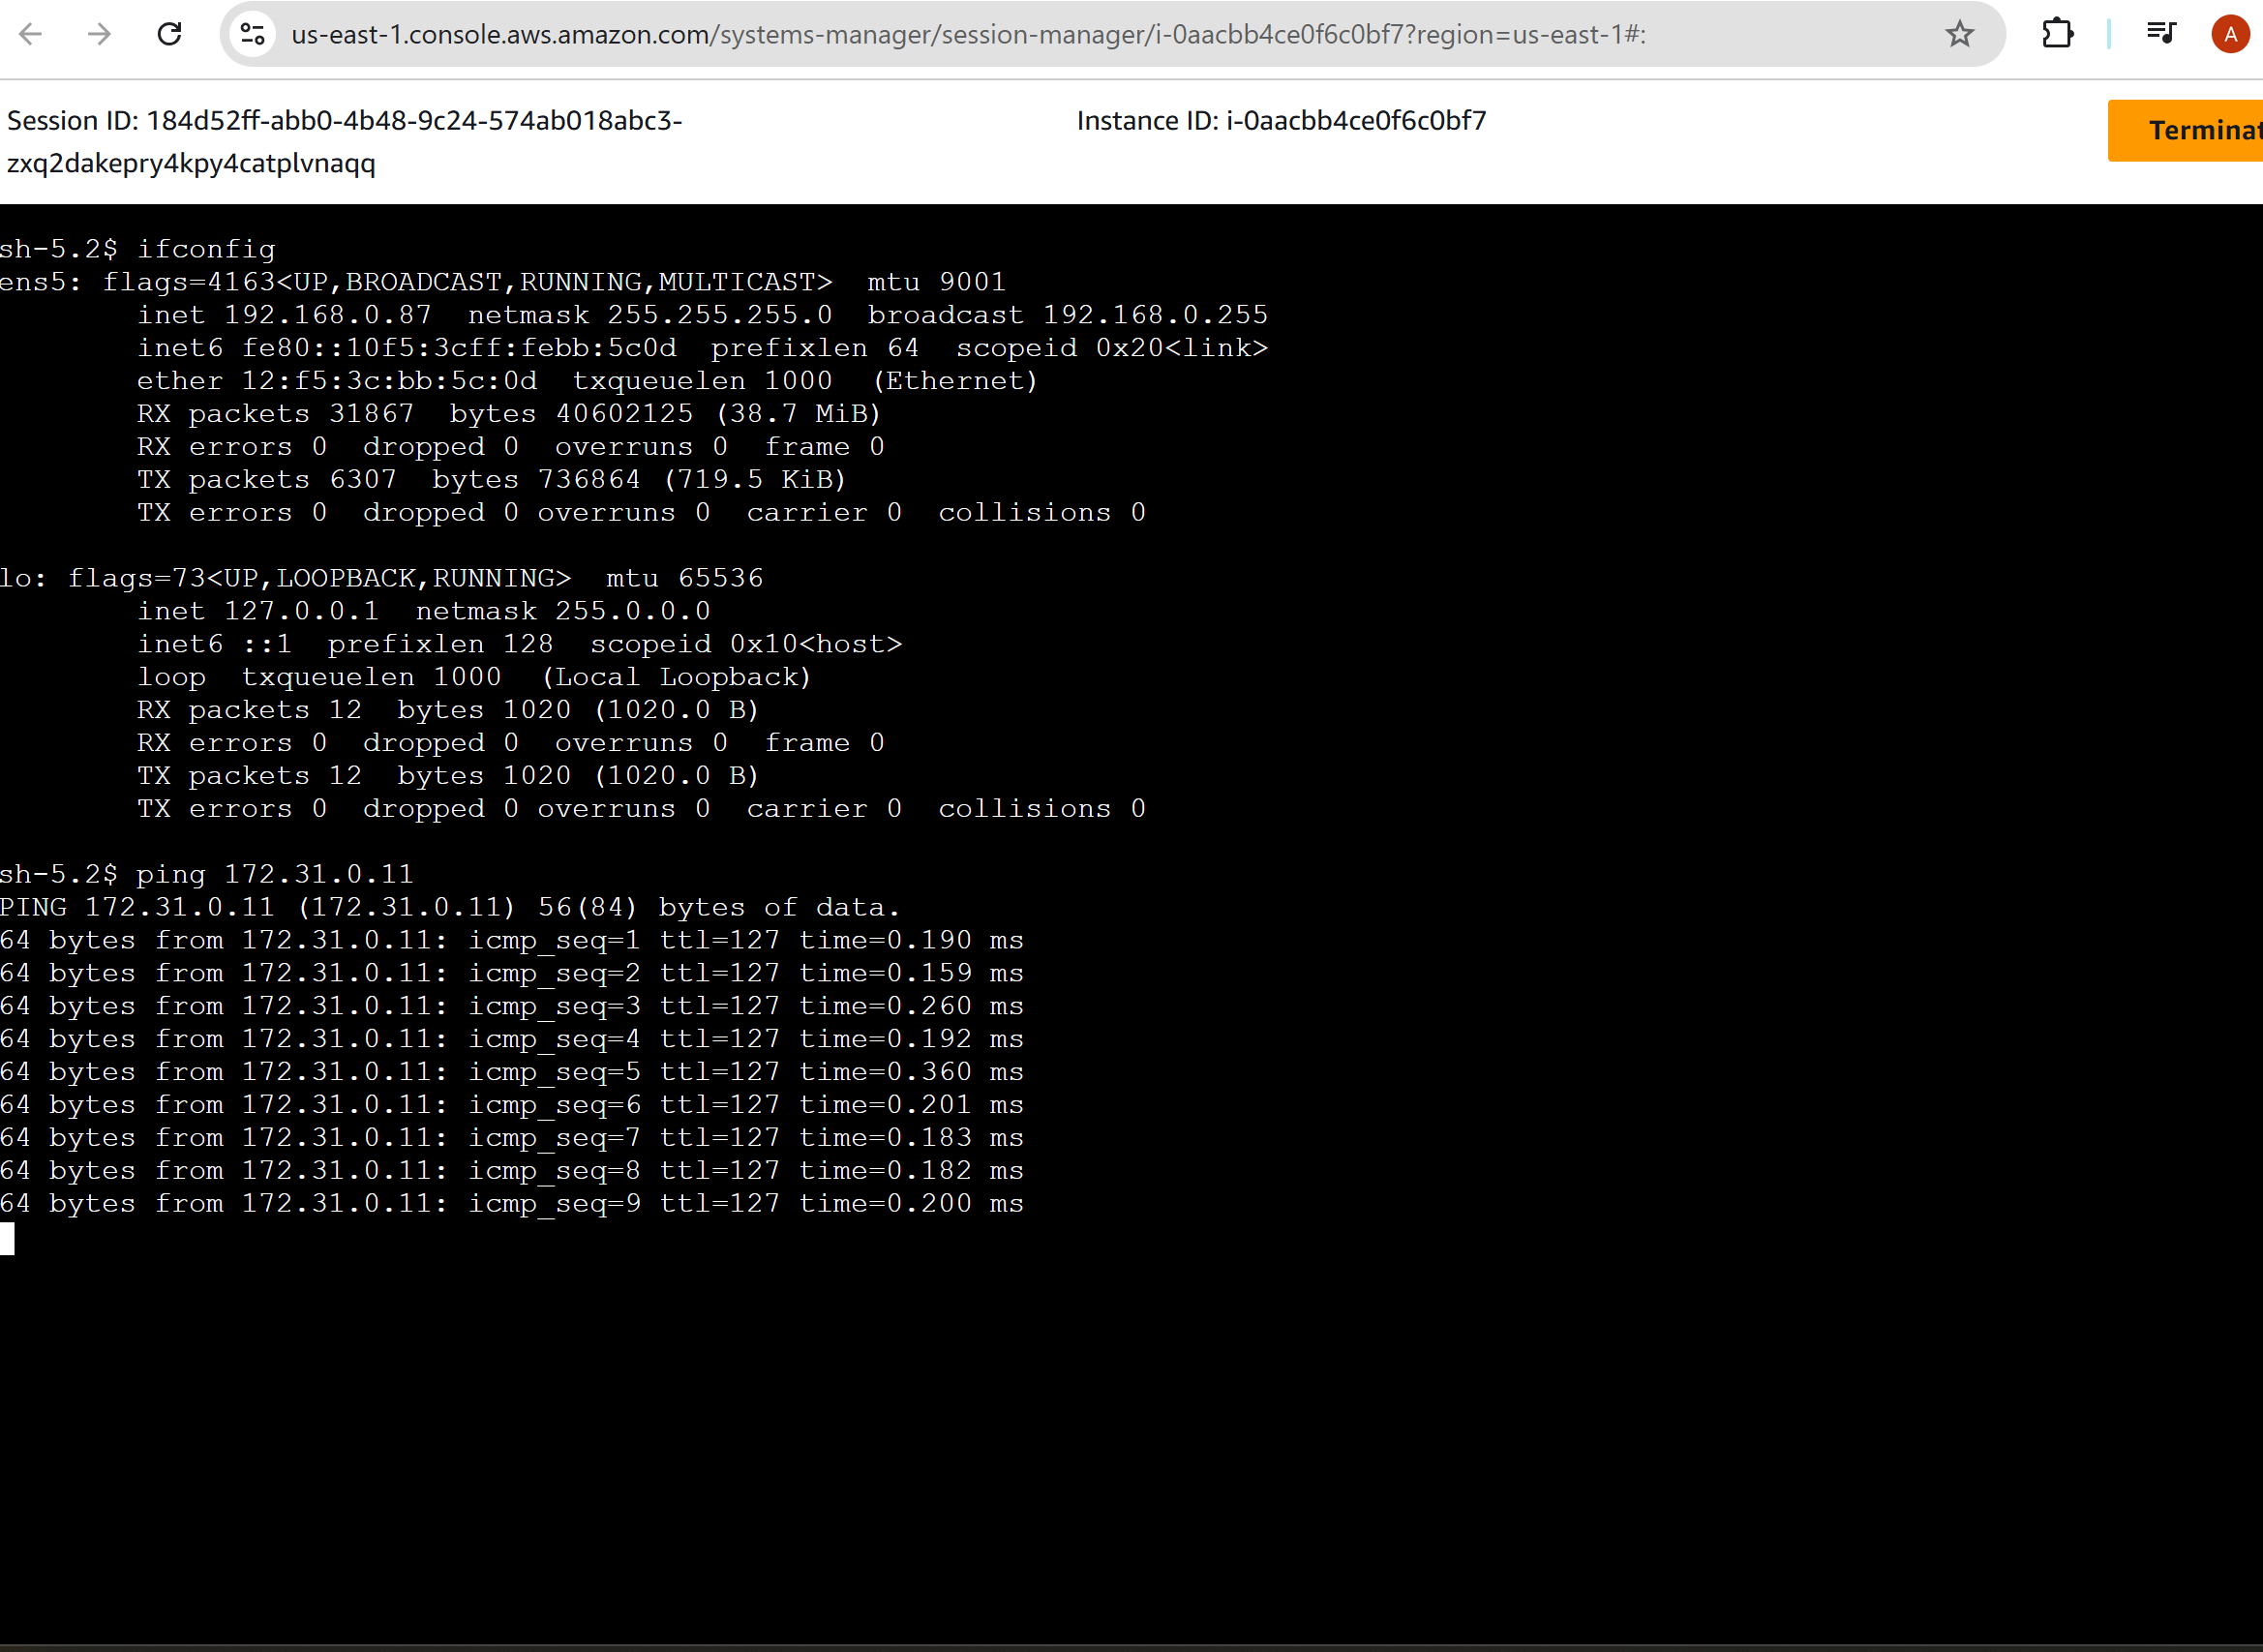 us-east-1.console.aws.amazon.com/systems-manager/session-manager/i-0aacbb4ce0f6c0bf7?region=us-east-1#:
A
Session ID: 184d52ff-abb0-4b48-9c24-574ab018abc3-
zxq2dakepry4kpy4catplvnaqq
Instance ID: i-0aacbb4ce0f6c0bf7
Terminat
sh-5.2$ ifconfig
ens5: flags=4163<UP,BROADCAST,RUNNING,MULTICAST>  mtu 9001
        inet 192.168.0.87  netmask 255.255.255.0  broadcast 192.168.0.255
        inet6 fe80::10f5:3cff:febb:5c0d  prefixlen 64  scopeid 0x20<link>
        ether 12:f5:3c:bb:5c:0d  txqueuelen 1000  (Ethernet)
        RX packets 31867  bytes 40602125 (38.7 MiB)
        RX errors 0  dropped 0  overruns 0  frame 0
        TX packets 6307  bytes 736864 (719.5 KiB)
        TX errors 0  dropped 0 overruns 0  carrier 0  collisions 0
lo: flags=73<UP,LOOPBACK,RUNNING>  mtu 65536
        inet 127.0.0.1  netmask 255.0.0.0
        inet6 ::1  prefixlen 128  scopeid 0x10<host>
        loop  txqueuelen 1000  (Local Loopback)
        RX packets 12  bytes 1020 (1020.0 B)
        RX errors 0  dropped 0  overruns 0  frame 0
        TX packets 12  bytes 1020 (1020.0 B)
        TX errors 0  dropped 0 overruns 0  carrier 0  collisions 0
sh-5.2$ ping 172.31.0.11
PING 172.31.0.11 (172.31.0.11) 56(84) bytes of data.
64 bytes from 172.31.0.11: icmp_seq=1 ttl=127 time=0.190 ms
64 bytes from 172.31.0.11: icmp_seq=2 ttl=127 time=0.159 ms
64 bytes from 172.31.0.11: icmp_seq=3 ttl=127 time=0.260 ms
64 bytes from 172.31.0.11: icmp_seq=4 ttl=127 time=0.192 ms
64 bytes from 172.31.0.11: icmp_seq=5 ttl=127 time=0.360 ms
64 bytes from 172.31.0.11: icmp_seq=6 ttl=127 time=0.201 ms
64 bytes from 172.31.0.11: icmp_seq=7 ttl=127 time=0.183 ms
64 bytes from 172.31.0.11: icmp_seq=8 ttl=127 time=0.182 ms
64 bytes from 172.31.0.11: icmp_seq=9 ttl=127 time=0.200 ms